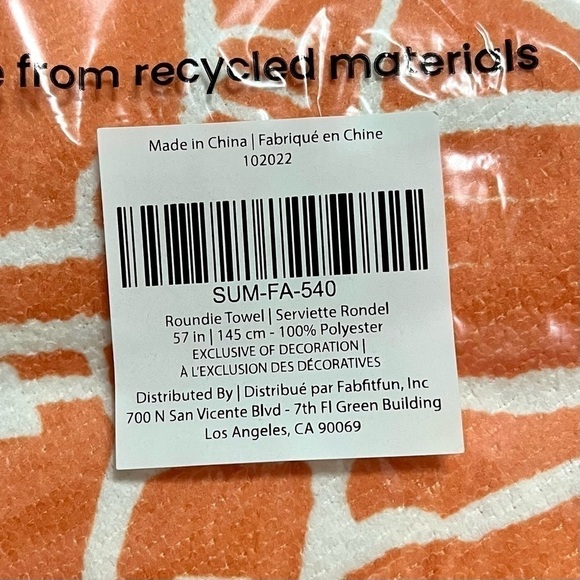 from recycled materials
Made in China | Fabriqué en Chine
102022
SUM-FA-540
Roundie Towel | Serviette Rondel
57 in | 145 cm - 100% Polyester
EXCLUSIVE OF DECORATION |
À L'EXCLUSION DES DÉCORATIVES
Distributed By | Distribué par Fabfitfun, Inc
700 N San Vicente Blvd - 7th Fl Green Building
Los Angeles, CA 90069